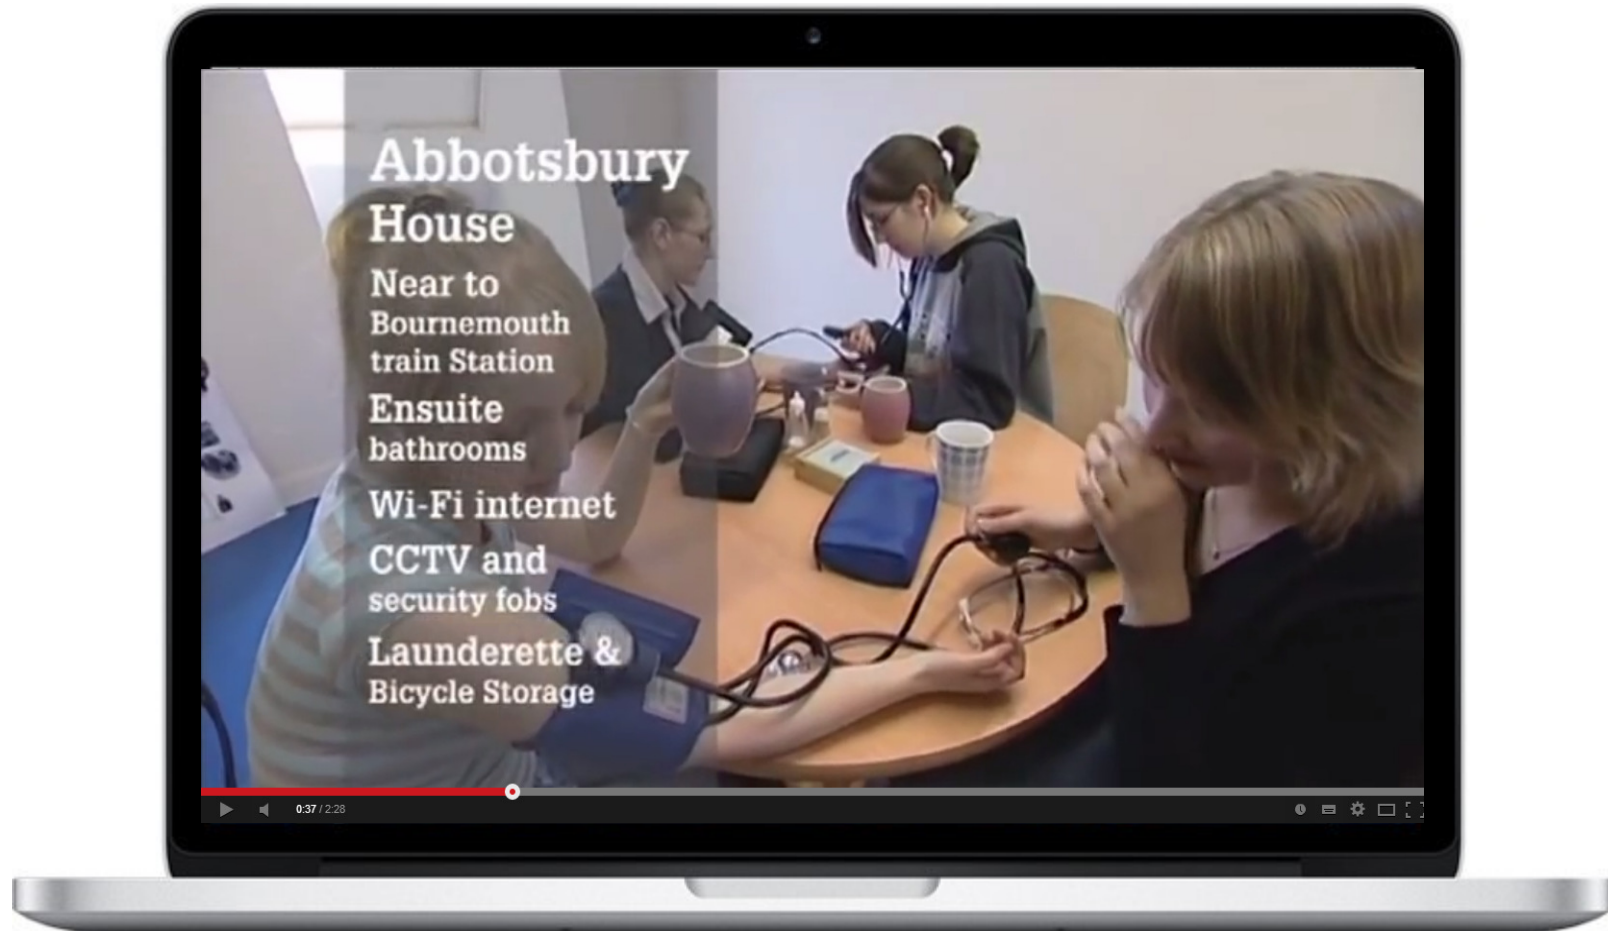 Abbotsbury
House
Near to
Bournemouth
train Station
Ensuite
bathrooms
Wi-Fi internet
CCTV and
security fobs
Launderette &
Bicycle Storage
0:37 / 2:28